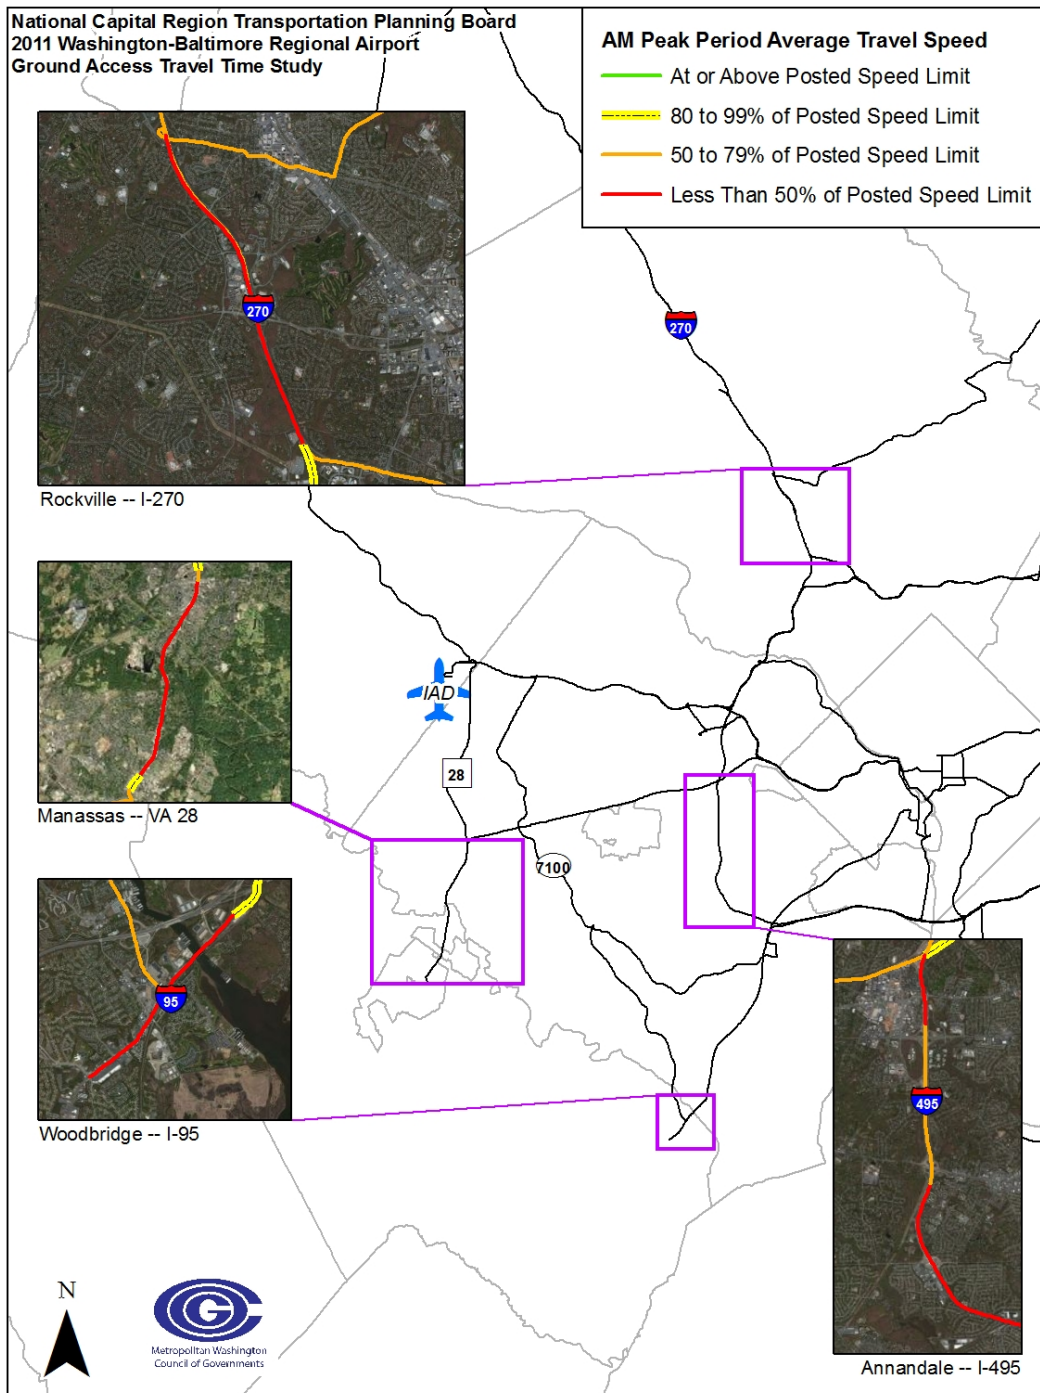 National Capital Region Transportation Planning Board
2011 Washington-Baltimore Regional Airport
Ground Access Travel Time Study
AM Peak Period Average Travel Speed
At or Above Posted Speed Limit
80 to 99% of Posted Speed Limit
50 to 79% of Posted Speed Limit
Less Than 50% of Posted Speed Limit
270
270
Rockville -- I-270
IAD
28
Manassas -- VA 28
7100
95
Woodbridge -- I-95
495
Annandale -- I-495
N
Metropolitan Washington
Council of Governments